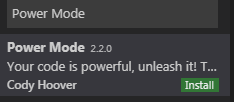 Power Mode
Power Mode 2.2.0
Your code is powerful, unleash it! T...
Cody Hoover Install